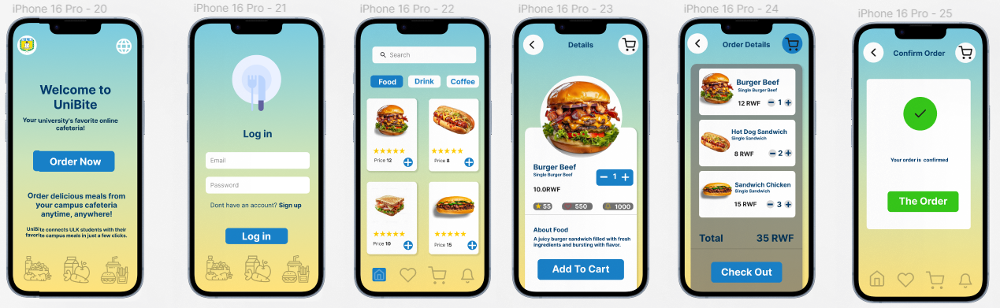 iPhone 16 Pro - 20
Welcome to
UniBite
Your university's favorite online
cafeteria!
Order Now
Order delicious meals from
your campus cafeteria
anytime, anywhere!
UniBite connects ULK students with their
favorite campus meals in just a few clicks.
iPhone 16 Pro - 21
Log in
Email
Password
Dont have an account? Sign up
Log in
iPhone 16 Pro - 22
Search
Food
Drink
Coffee
Price 12
Price 8
Price 10
Price 15
iPhone 16 Pro - 23
Details
Burger Beef
Single Burger Beef
1
10.0RWF
55
550
1000
About Food
A juicy burger sandwich filled with fresh
ingredients and bursting with flavor.
Add To Cart
iPhone 16 Pro - 24
Order Details
Burger Beef
Single Burger Beef
12 RWF
1
Hot Dog Sandwich
Single Sandwich
8 RWF
2
Sandwich Chicken
Single Sandwich
15 RWF
3
Total 35 RWF
Check Out
iPhone 16 Pro - 25
Confirm Order
Your order is confirmed
The Order